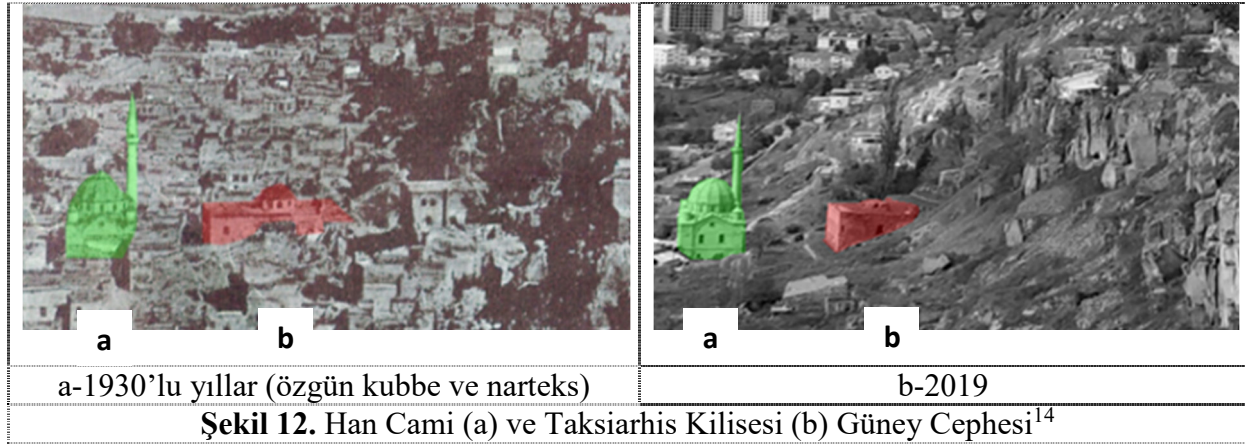 a b
a b
a-1930’lu yıllar (özgün kubbe ve narteks)
b-2019
Şekil 12. Han Cami (a) ve Taksiarhis Kilisesi (b) Güney Cephesi14